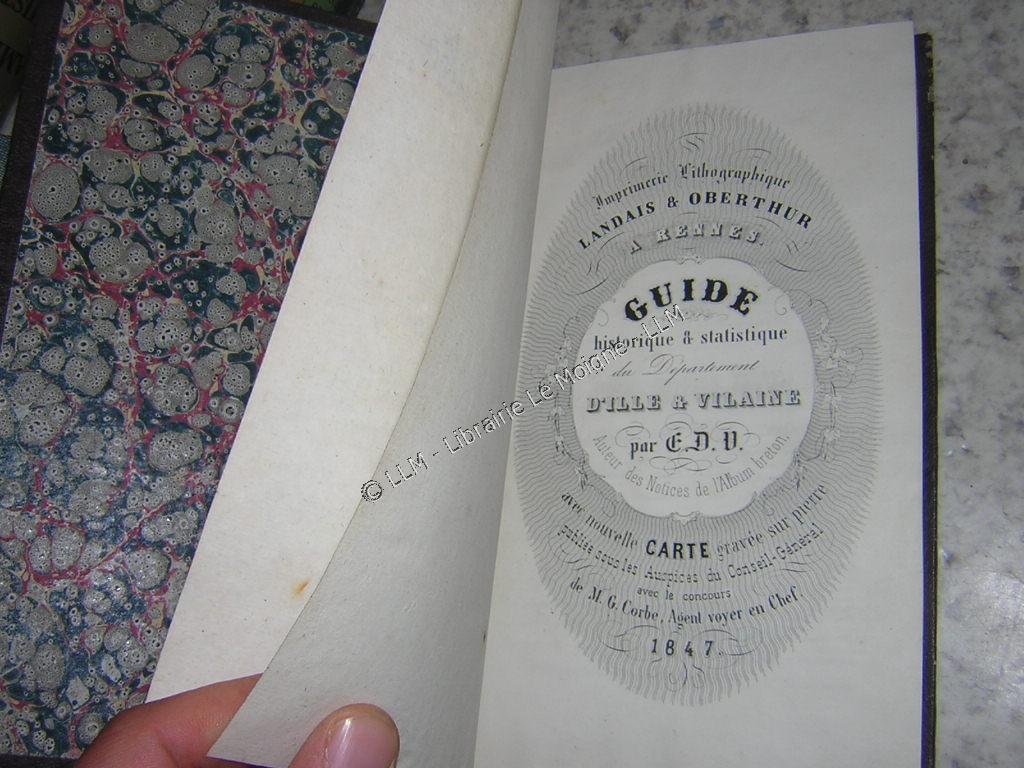 Imprimerie Lithographique
LANDAIS & OBERTHUR
A RENNES.
GUIDE
historique & statistique
du Département
D'ILLE & VILAINE
par E. D. V.
Auteur des Notices de l'Album breton.
avec nouvelle CARTE gravée sur pierre
publiée sous les Auspices du Conseil-Général
avec le concours
de M. G. Corbe, Agent voyer en Chef.
1847.
© LLM - Librairie Le Moigne - LLM